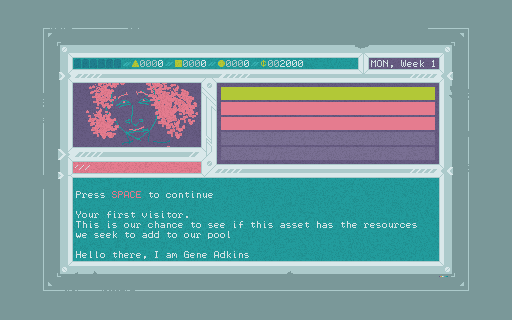 0000 0000 0000 ¢002000 MON, Week 1
Press SPACE to continue
Your first visitor.
This is our chance to see if this asset has the resources
we seek to add to our pool
Hello there, I am Gene Adkins